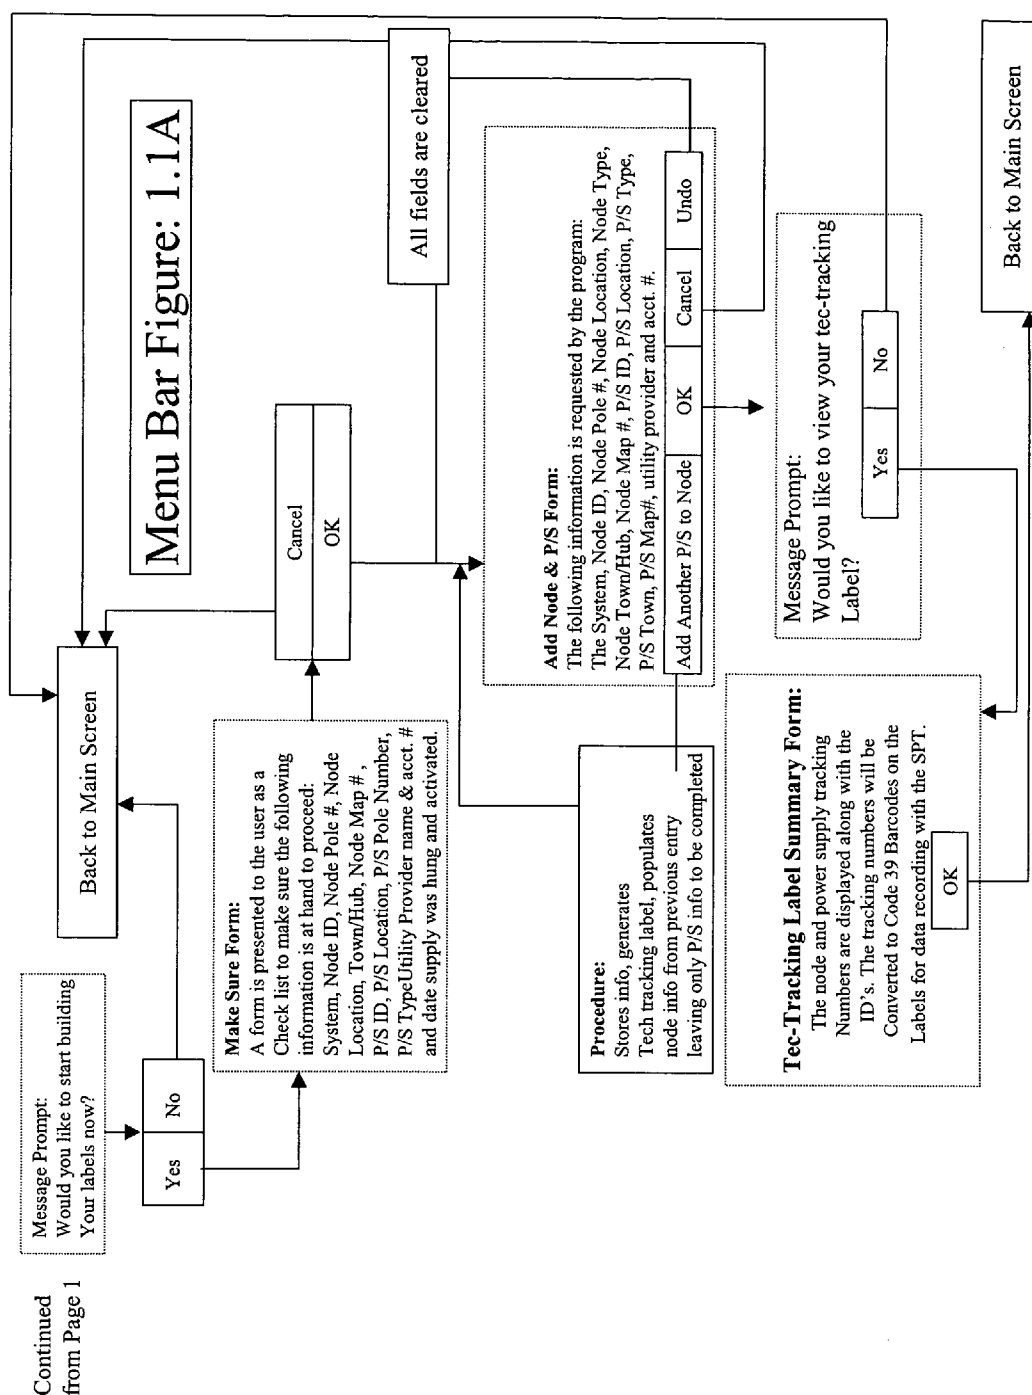 Continued
from Page 1
Message Prompt:
Would you like to start building
Your labels now?
Yes
No
Back to Main Screen
Menu Bar Figure: 1.1A
Make Sure Form:
A form is presented to the user as a
Check list to make sure the following
information is at hand to proceed:
System, Node ID, Node Pole #, Node
Location, Town/Hub, Node Map # ,
P/S ID, P/S Location, P/S Pole Number,
P/S TypeUtility Provider name & acct. #
and date supply was hung and activated.
Cancel
OK
All fields are cleared
Procedure:
Stores info, generates
Tech tracking label, populates
node info from previous entry
leaving only P/S info to be completed
Add Node & P/S Form:
The following information is requested by the program:
The System, Node ID, Node Pole #, Node Location, Node Type,
Node Town/Hub, Node Map #, P/S ID, P/S Location, P/S Type,
P/S Town, P/S Map#, utility provider and acct. #.
Add Another P/S to Node
OK
Cancel
Undo
Tec-Tracking Label Summary Form:
The node and power supply tracking
Numbers are displayed along with the
ID's. The tracking numbers will be
Converted to Code 39 Barcodes on the
Labels for data recording with the SPT.
OK
Message Prompt:
Would you like to view your tec-tracking
Label?
Yes
No
Back to Main Screen